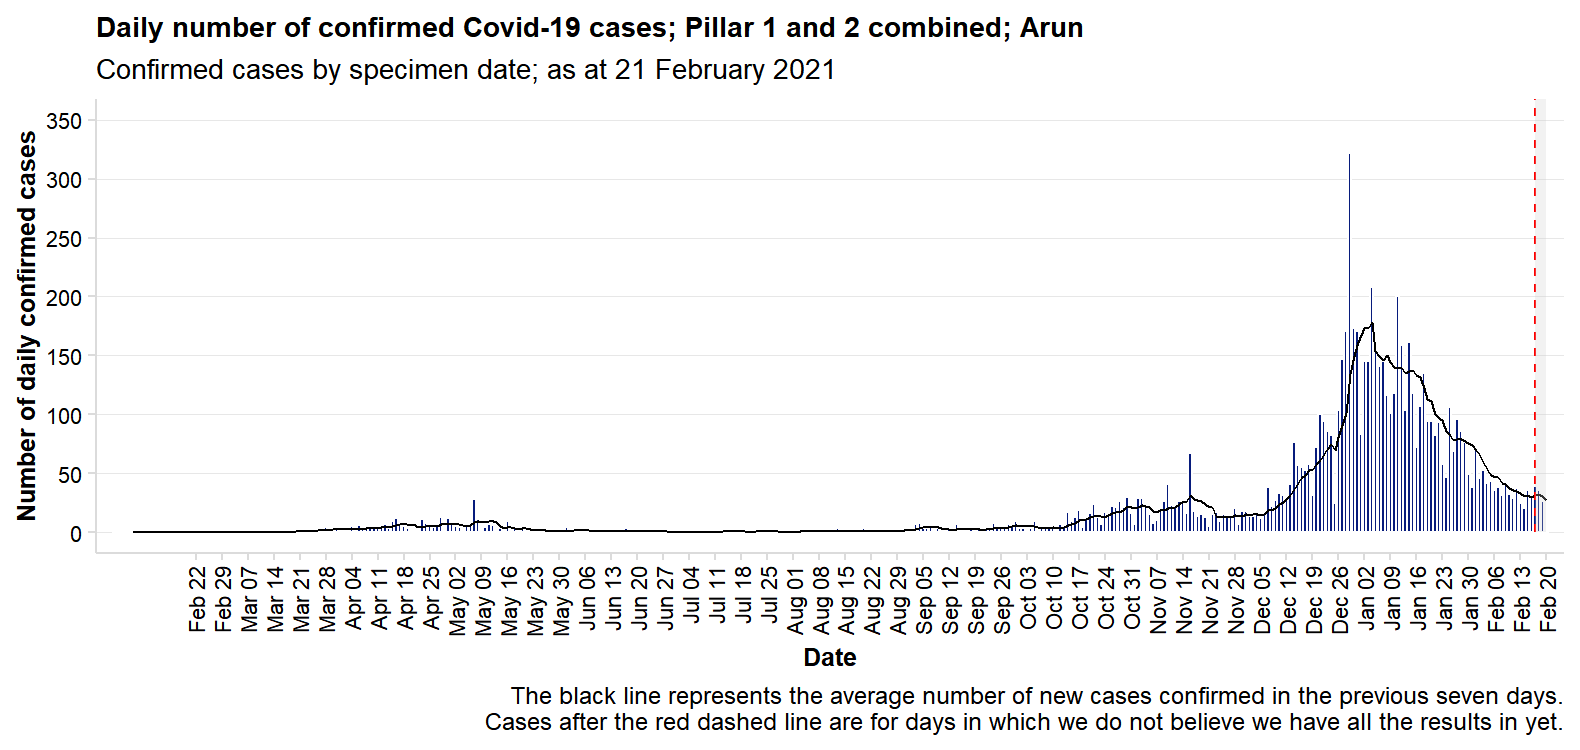 Daily number of confirmed Covid-19 cases; Pillar 1 and 2 combined; Arun
Confirmed cases by specimen date; as at 21 February 2021
Number of daily confirmed cases
350
300
250
200
150
100
50
0
Feb 22
Feb 29
Mar 07
Mar 14
Mar 21
Mar 28
Apr 04
Apr 11
Apr 18
Apr 25
May 02
May 09
May 16
May 23
May 30
Jun 06
Jun 13
Jun 20
Jun 27
Jul 04
Jul 11
Jul 18
Jul 25
Aug 01
Aug 08
Aug 15
Aug 22
Aug 29
Sep 05
Sep 12
Sep 19
Sep 26
Oct 03
Oct 10
Oct 17
Oct 24
Oct 31
Nov 07
Nov 14
Nov 21
Nov 28
Dec 05
Dec 12
Dec 19
Dec 26
Jan 02
Jan 09
Jan 16
Jan 23
Jan 30
Feb 06
Feb 13
Feb 20
Date
The black line represents the average number of new cases confirmed in the previous seven days.
Cases after the red dashed line are for days in which we do not believe we have all the results in yet.